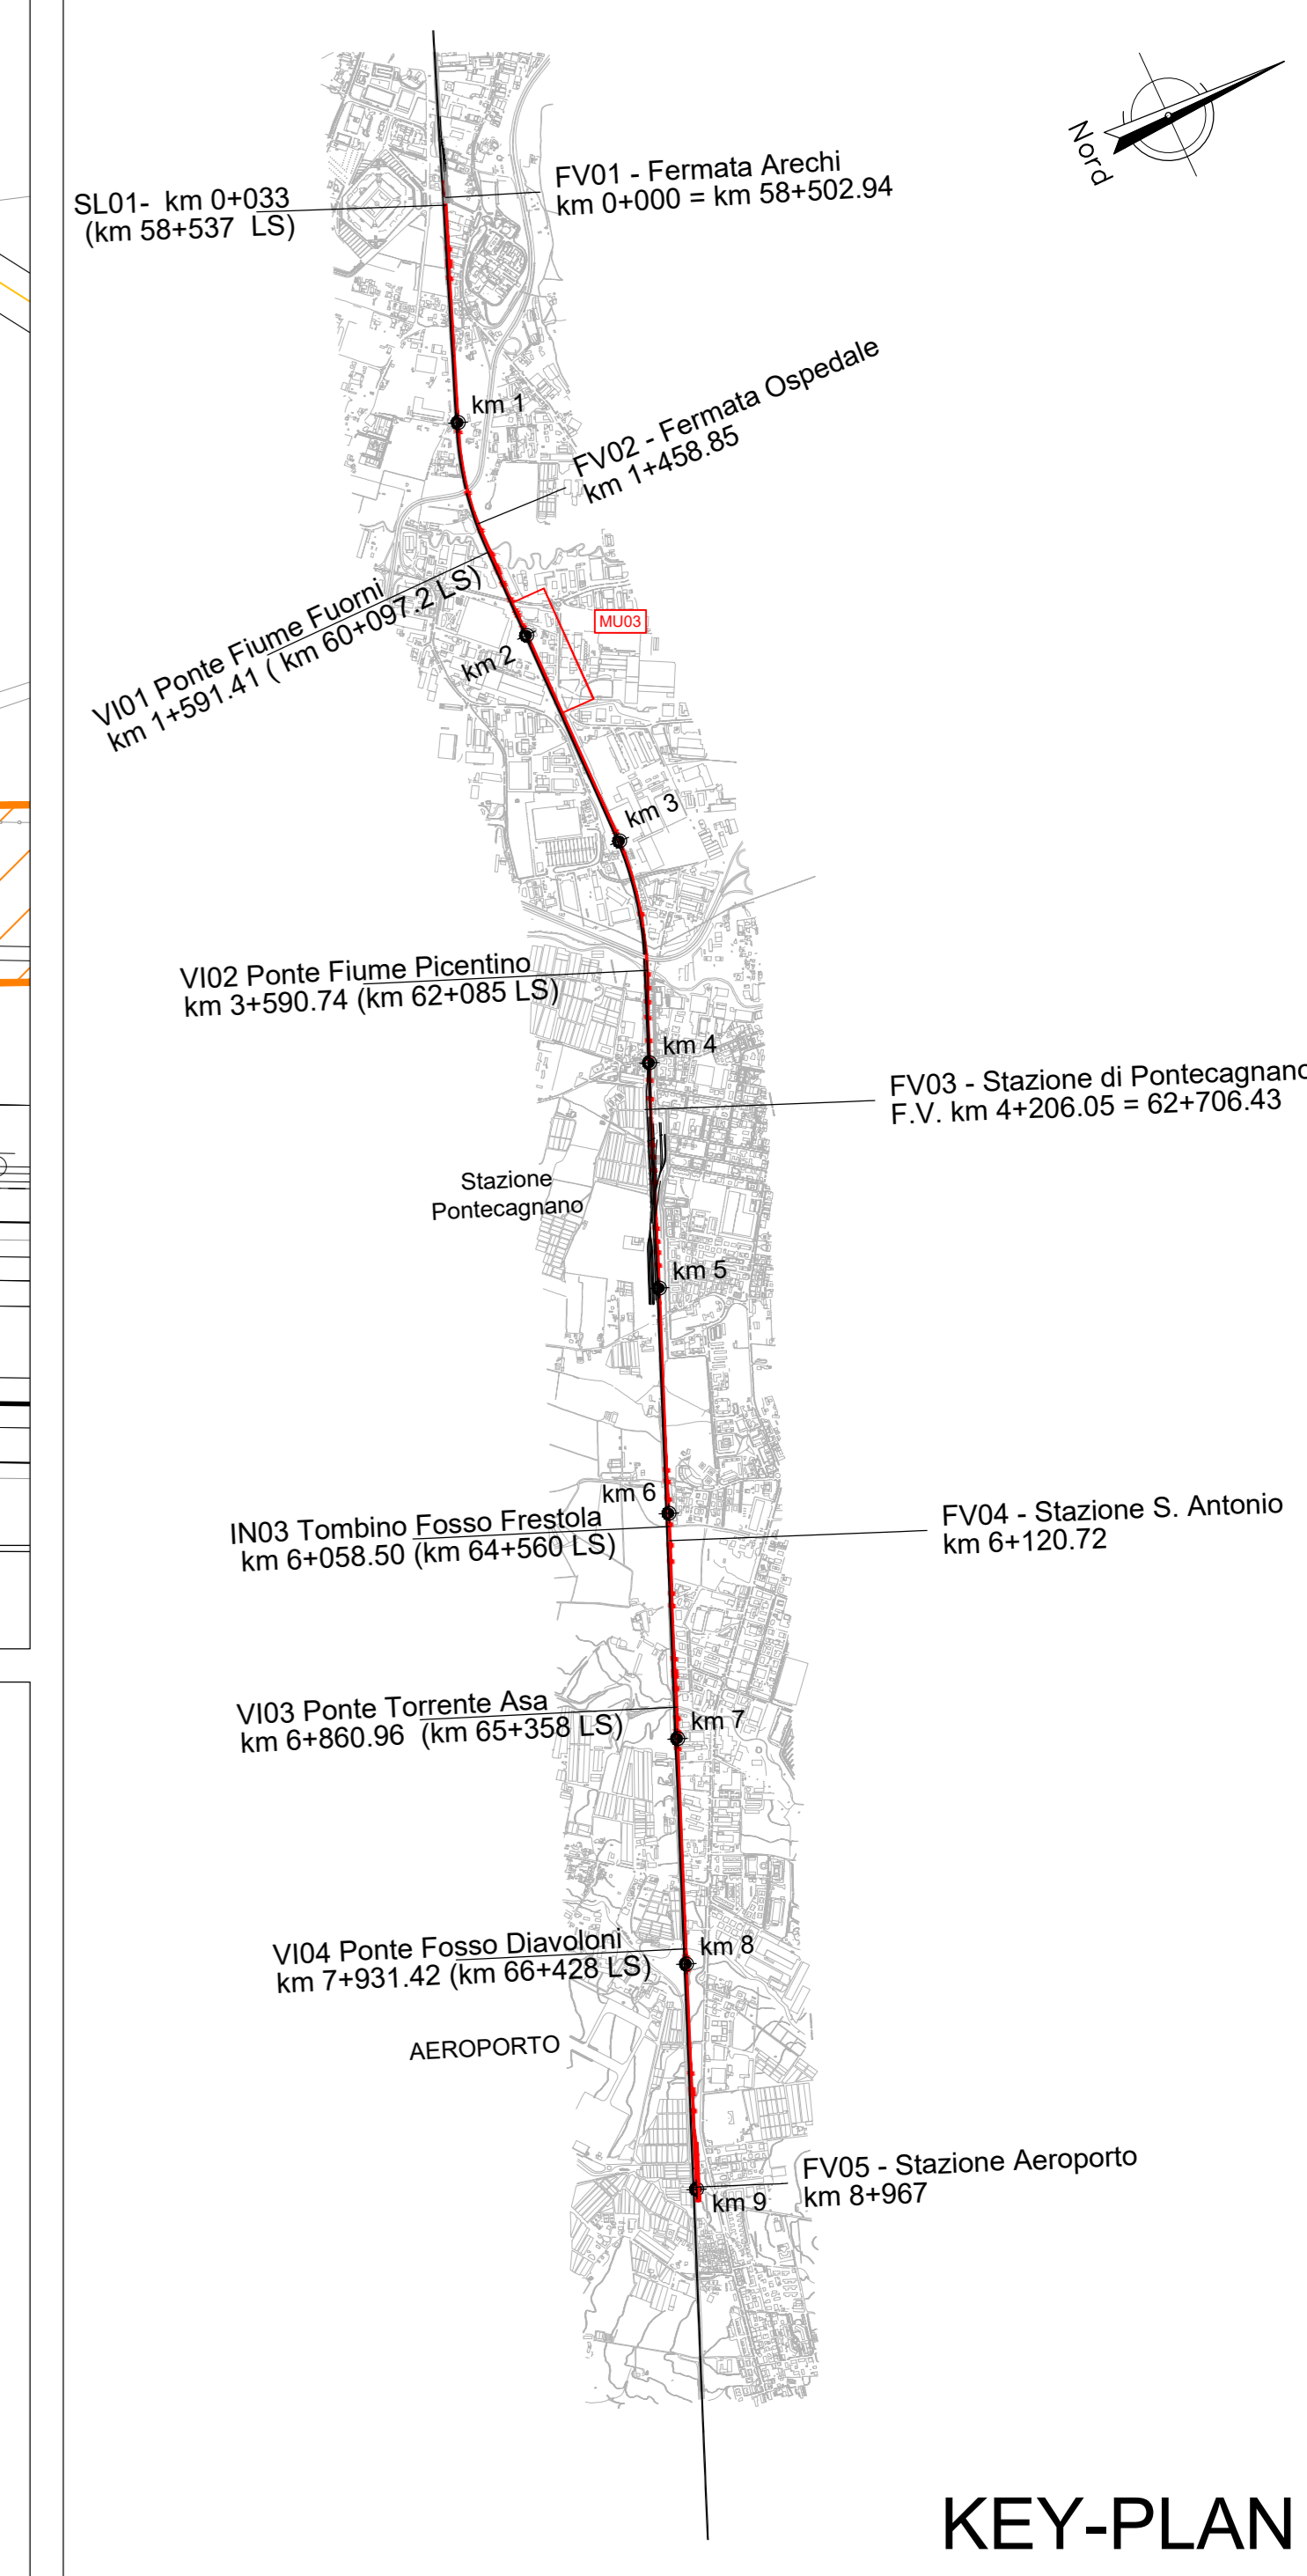 Nord
SL01- km 0+033
(km 58+537 LS)
FV01 - Fermata Arechi
km 0+000 = km 58+502.94
km 1
FV02 - Fermata Ospedale
km 1+458.85
VI01 Ponte Fiume Fuorni
km 1+591.41 ( km 60+097.2 LS)
MU03
km 2
km 3
VI02 Ponte Fiume Picentino
km 3+590.74 (km 62+085 LS)
km 4
FV03 - Stazione di Pontecagnano
F.V. km 4+206.05 = 62+706.43
Stazione
Pontecagnano
km 5
km 6
IN03 Tombino Fosso Frestola
km 6+058.50 (km 64+560 LS)
FV04 - Stazione S. Antonio
km 6+120.72
VI03 Ponte Torrente Asa
km 6+860.96 (km 65+358 LS)
km 7
VI04 Ponte Fosso Diavoloni
km 7+931.42 (km 66+428 LS)
km 8
AEROPORTO
FV05 - Stazione Aeroporto
km 8+967
km 9
KEY-PLAN